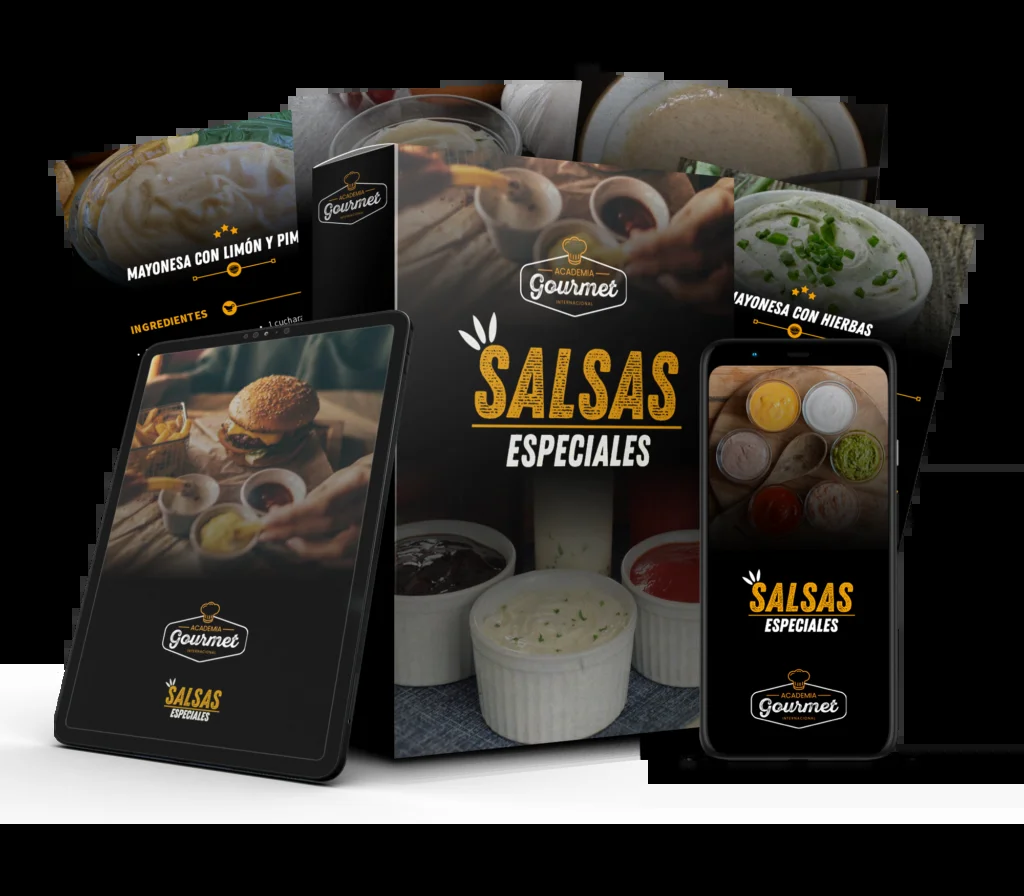 MAYONESA CON LIMÓN Y PIM
INGREDIENTES
1 cuchara
ACADEMIA
Gourmet
INTERNACIONAL
ACADEMIA
Gourmet
INTERNACIONAL
SALSAS
ESPECIALES
MAYONESA CON HIERBAS
ACADEMIA
Gourmet
INTERNACIONAL
SALSAS
ESPECIALES
SALSAS
ESPECIALES
ACADEMIA
Gourmet
INTERNACIONAL